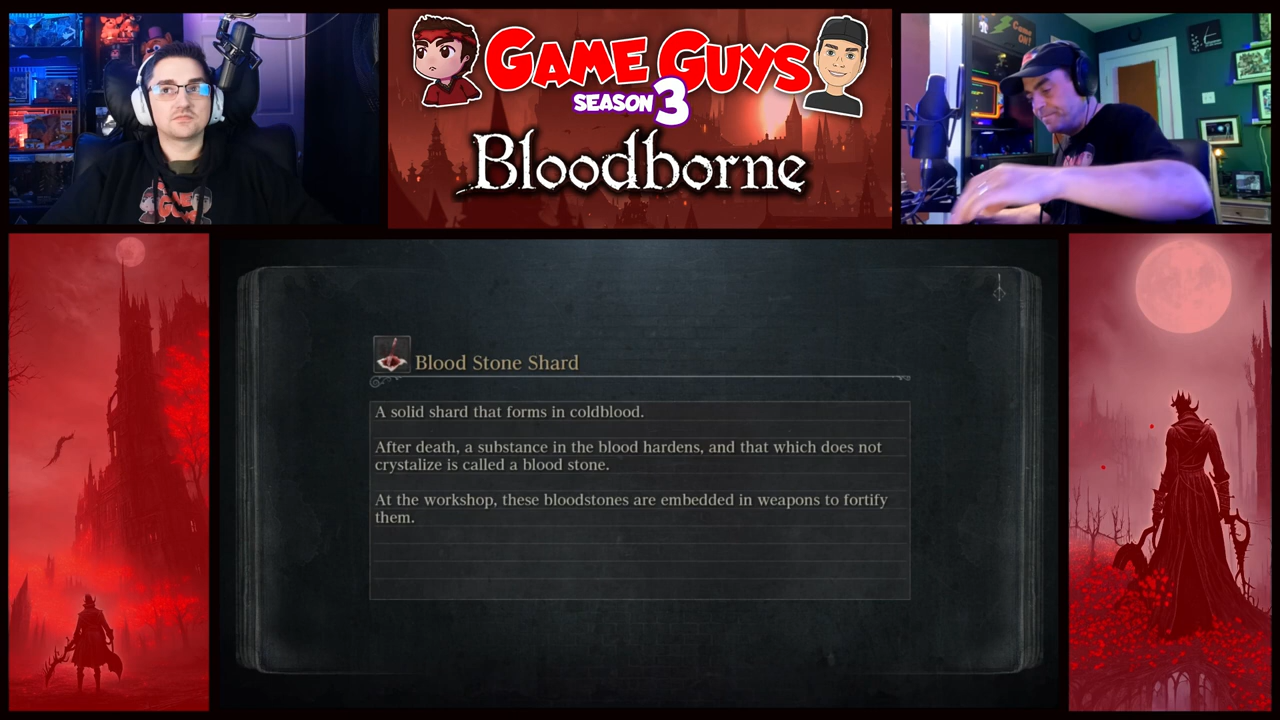 GAME GUYS
SEASON 3
Bloodborne
Blood Stone Shard
A solid shard that forms in coldblood.
After death, a substance in the blood hardens, and that which does not
crystalize is called a blood stone.
At the workshop, these bloodstones are embedded in weapons to fortify
them.